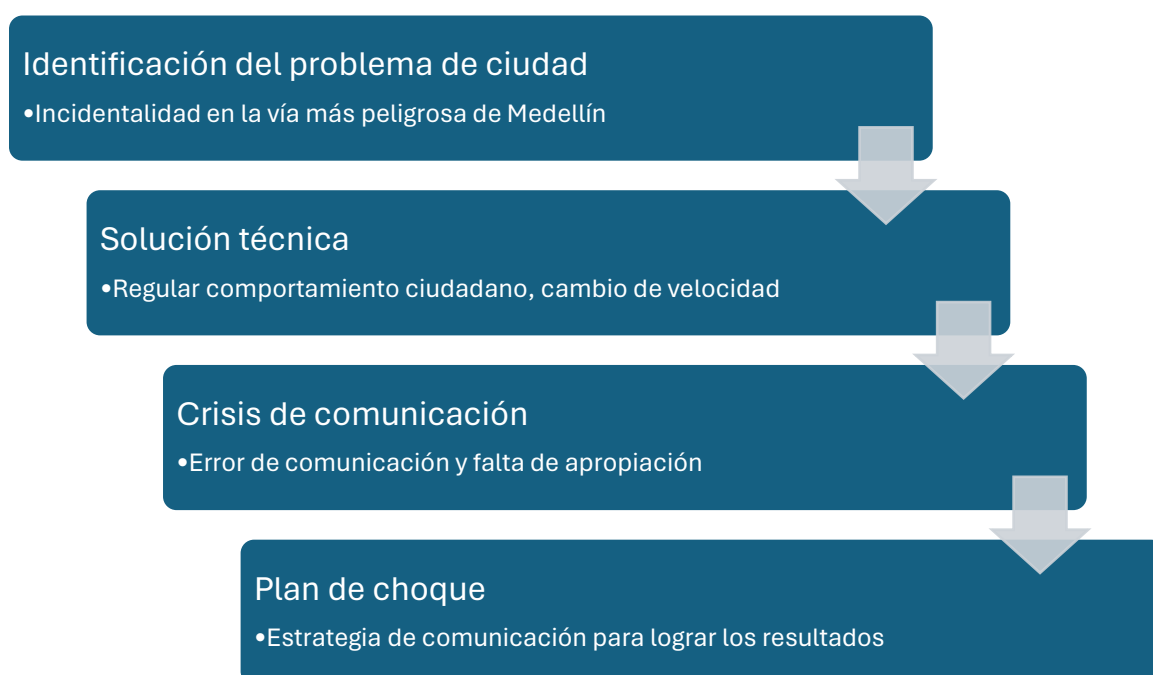 Identificación del problema de ciudad
•Incidentalidad en la vía más peligrosa de Medellín
Solución técnica
•Regular comportamiento ciudadano, cambio de velocidad
Crisis de comunicación
•Error de comunicación y falta de apropiación
Plan de choque
•Estrategia de comunicación para lograr los resultados